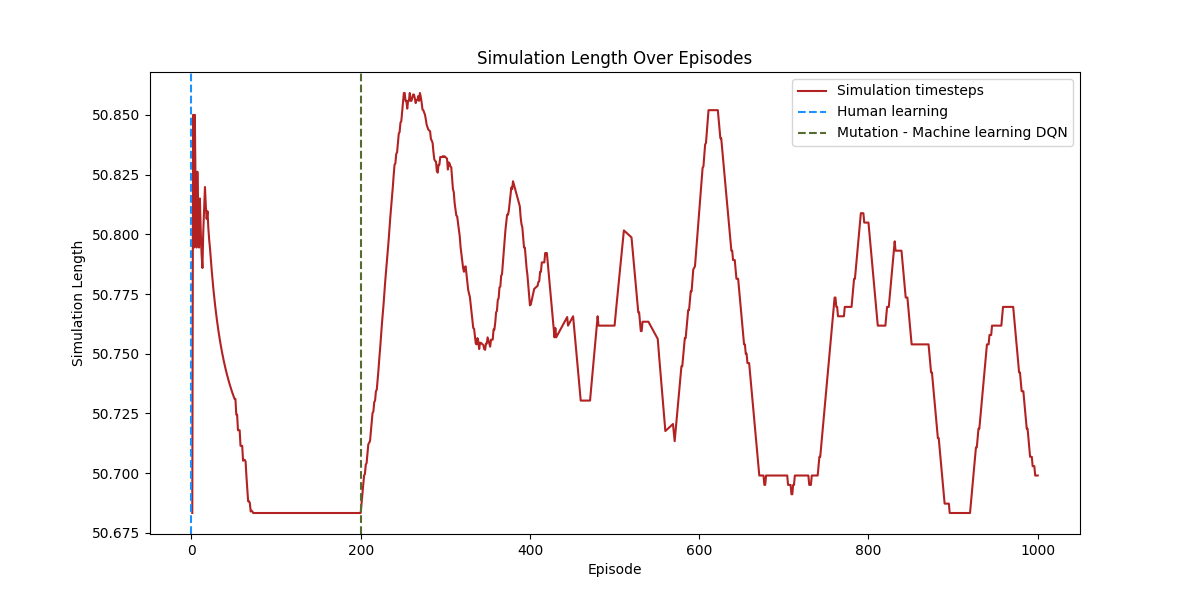 Simulation Length Over Episodes
Simulation timesteps
Human learning
Mutation - Machine learning DQN
Simulation Length
50.850
50.825
50.800
50.775
50.750
50.725
50.700
50.675
0 200 400 600 800 1000
Episode